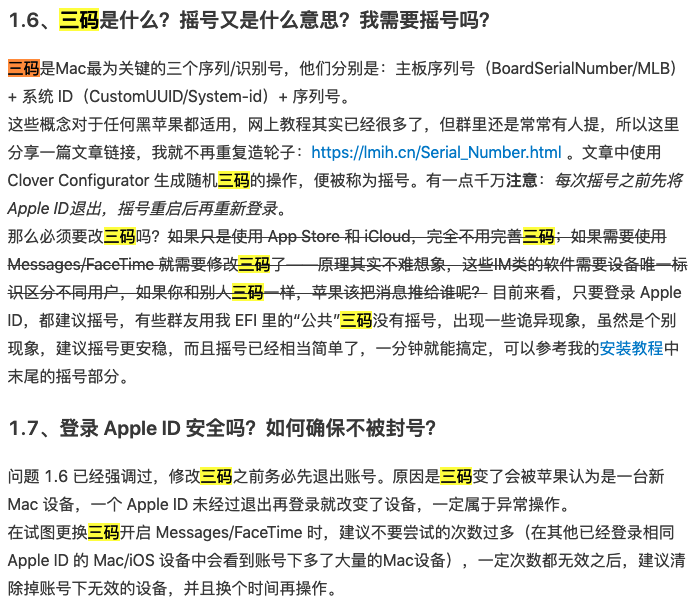 1.6、三码是什么？摇号又是什么意思？我需要摇号吗？
三码是Mac最为关键的三个序列/识别号，他们分别是：主板序列号（BoardSerialNumber/MLB）
+ 系统 ID（CustomUUID/System-id）+ 序列号。
这些概念对于任何黑苹果都适用，网上教程其实已经很多了，但群里还是常常有人提，所以这里
分享一篇文章链接，我就不再重复造轮子：https://lmih.cn/Serial_Number.html 。文章中使用
Clover Configurator 生成随机三码的操作，便被称为摇号。有一点千万注意：每次摇号之前先将
Apple ID退出，摇号重启后再重新登录。
那么必须要改三码吗？如果只是使用 App Store 和 iCloud，完全不用完善三码；如果需要使用
Messages/FaceTime 就需要修改三码了——原理其实不难想象，这些IM类的软件需要设备唯一标
识区分不同用户，如果你和别人三码一样，苹果该把消息推给谁呢？ 目前来看，只要登录 Apple
ID，都建议摇号，有些群友用我 EFI 里的“公共”三码没有摇号，出现一些诡异现象，虽然是个别
现象，建议摇号更安稳，而且摇号已经相当简单了，一分钟就能搞定，可以参考我的安装教程中
末尾的摇号部分。
1.7、登录 Apple ID 安全吗？如何确保不被封号？
问题 1.6 已经强调过，修改三码之前务必先退出账号。原因是三码变了会被苹果认为是一台新
Mac 设备，一个 Apple ID 未经过退出再登录就改变了设备，一定属于异常操作。
在试图更换三码开启 Messages/FaceTime 时，建议不要尝试的次数过多（在其他已经登录相同
Apple ID 的 Mac/iOS 设备中会看到账号下多了大量的Mac设备），一定次数都无效之后，建议清
除掉账号下无效的设备，并且换个时间再操作。